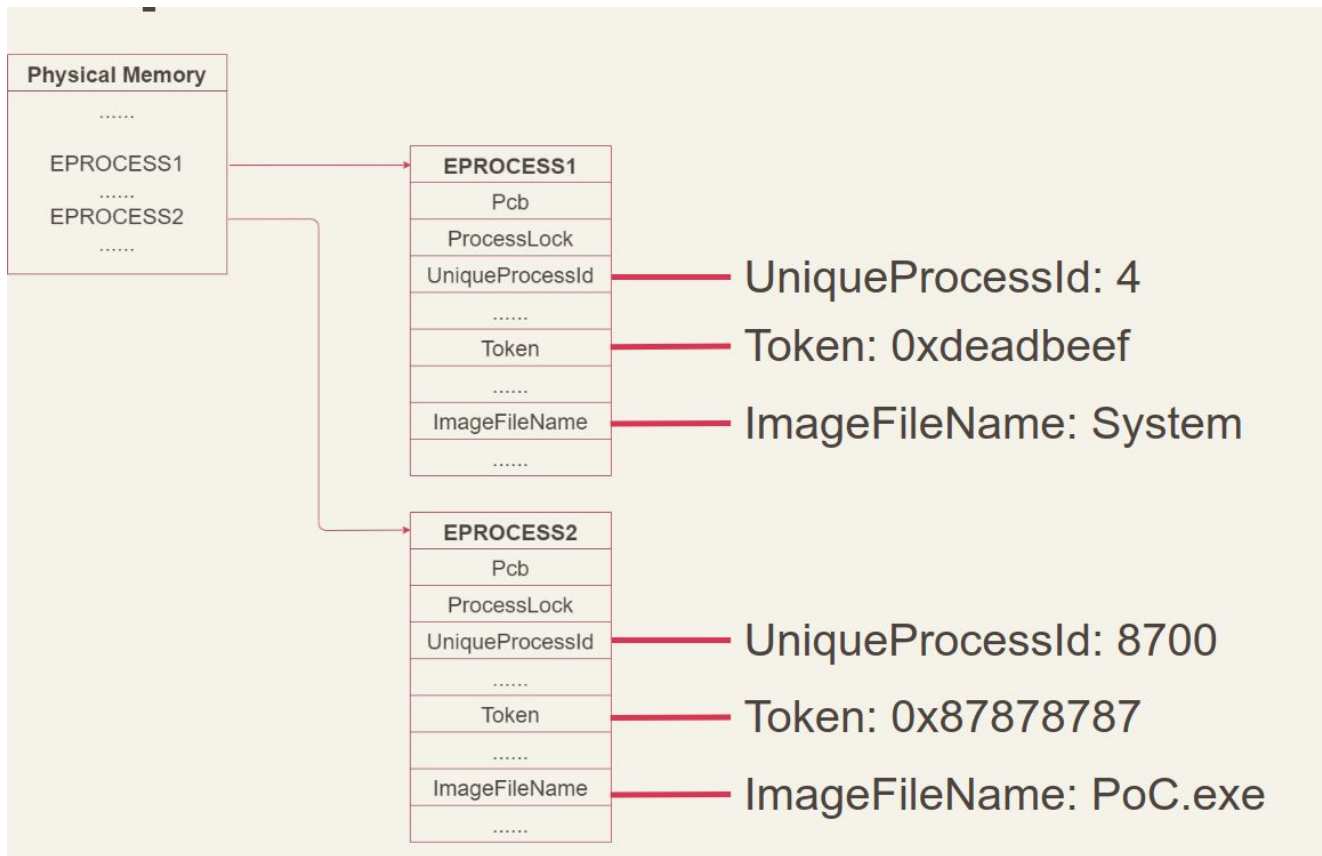 Physical Memory
......
EPROCESS1
......
EPROCESS2
......
EPROCESS1
Pcb
ProcessLock
UniqueProcessId
......
Token
......
ImageFileName
......
UniqueProcessId: 4
Token: 0xdeadbeef
ImageFileName: System
EPROCESS2
Pcb
ProcessLock
UniqueProcessId
......
Token
......
ImageFileName
......
UniqueProcessId: 8700
Token: 0x87878787
ImageFileName: PoC.exe